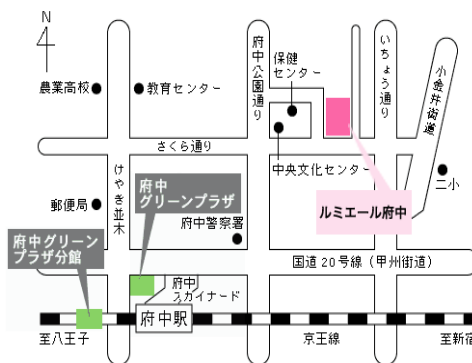 N
農業高校
教育センター
府中公園通り
保健
センター
いちょう通り
小金井街道
さくら通り
中央文化センター
けやき並木
二小
郵便局
府中
グリーンプラザ
府中警察署
ルミエール府中
府中グリーン
プラザ分館
国道20号線(甲州街道)
府中
スカイナード
府中駅
至八王子
京王線
至新宿